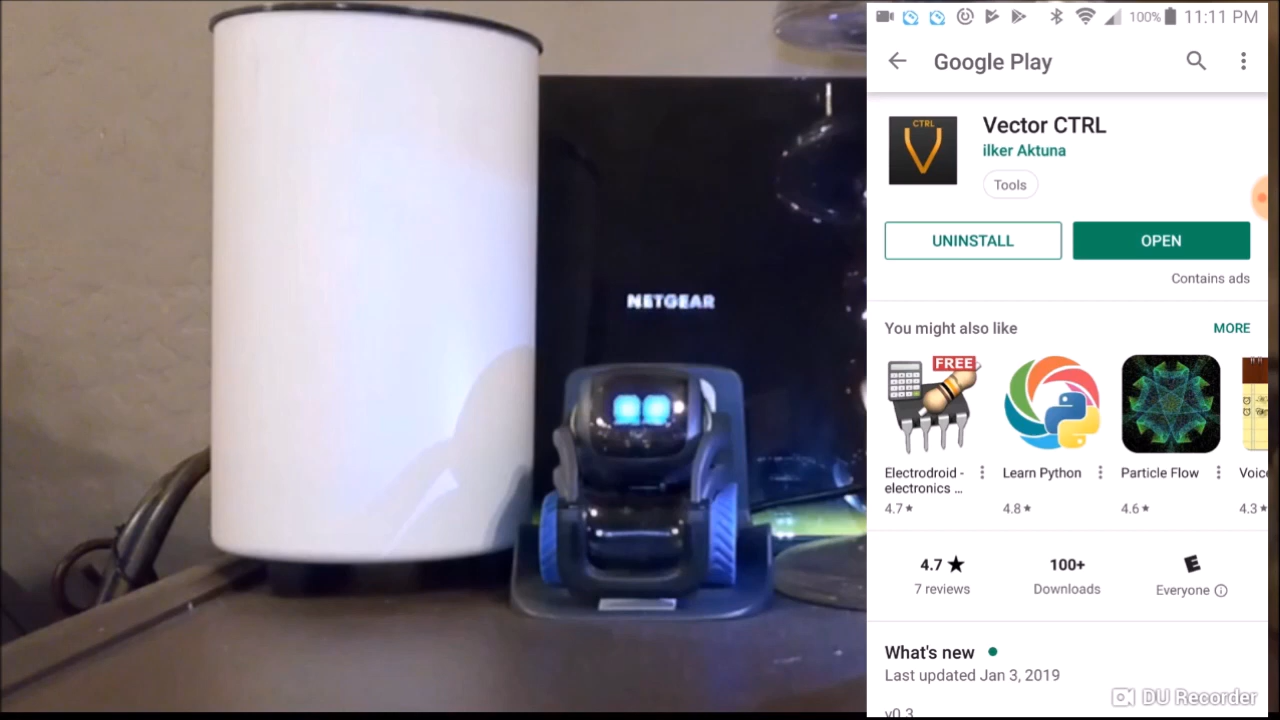 NETGEAR
100% 11:11 PM
Google Play
CTRL
Vector CTRL
ilker Aktuna
Tools
UNINSTALL
OPEN
Contains ads
You might also like
MORE
FREE
Electrodroid -
electronics ...
4.7★
Learn Python
4.8★
Particle Flow
4.6★
4.3★
4.7★
7 reviews
100+
Downloads
E
Everyone
What's new
Last updated Jan 3, 2019
v0.3
DU Recorder